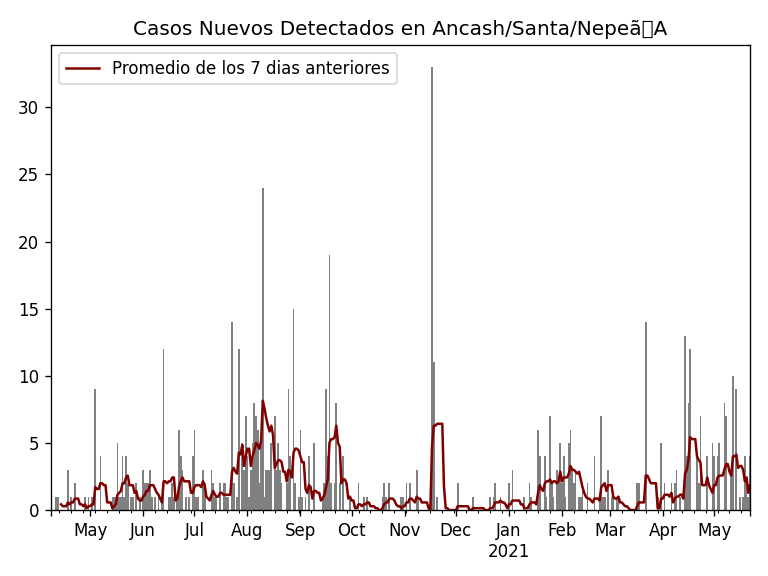 Casos Nuevos Detectados en Ancash/Santa/Nepeã□A
Promedio de los 7 dias anteriores
30
25
20
15
10
5
0
May Jun Jul Aug Sep Oct Nov Dec Jan Feb Mar Apr May
2021